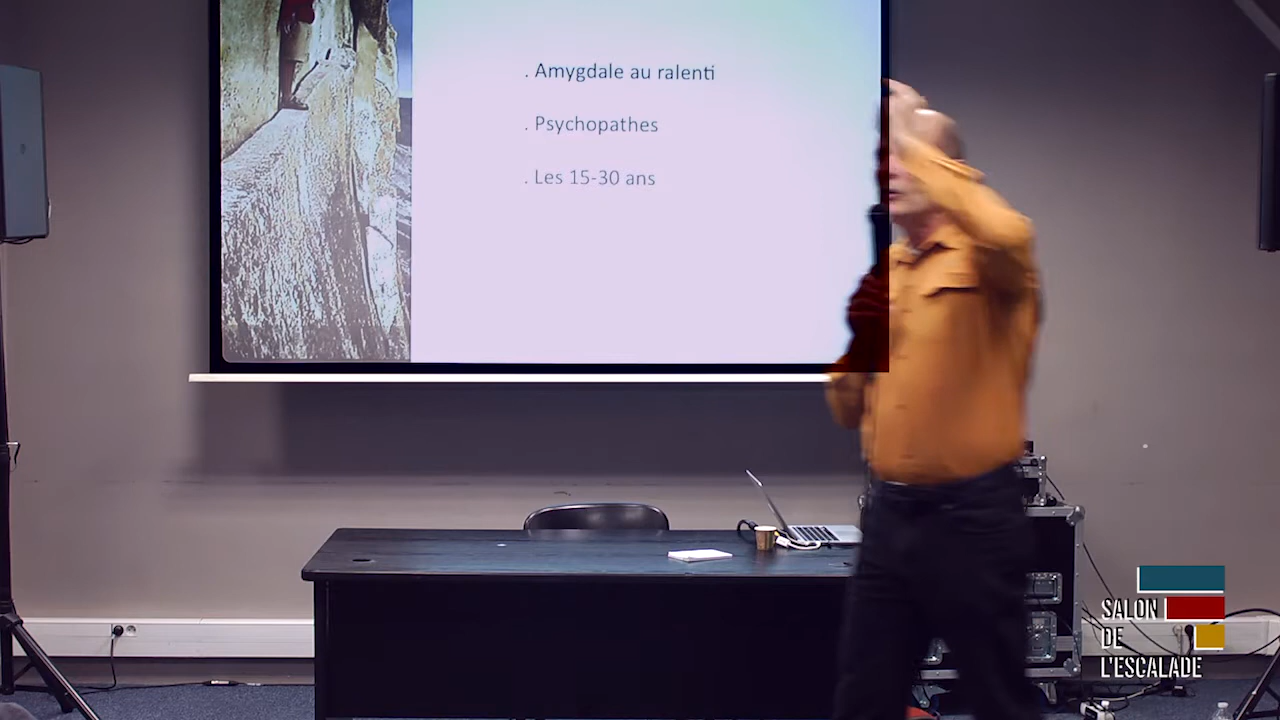 . Amygdale au ralenti
. Psychopathes
. Les 15-30 ans
SALON
DE
L'ESCALADE